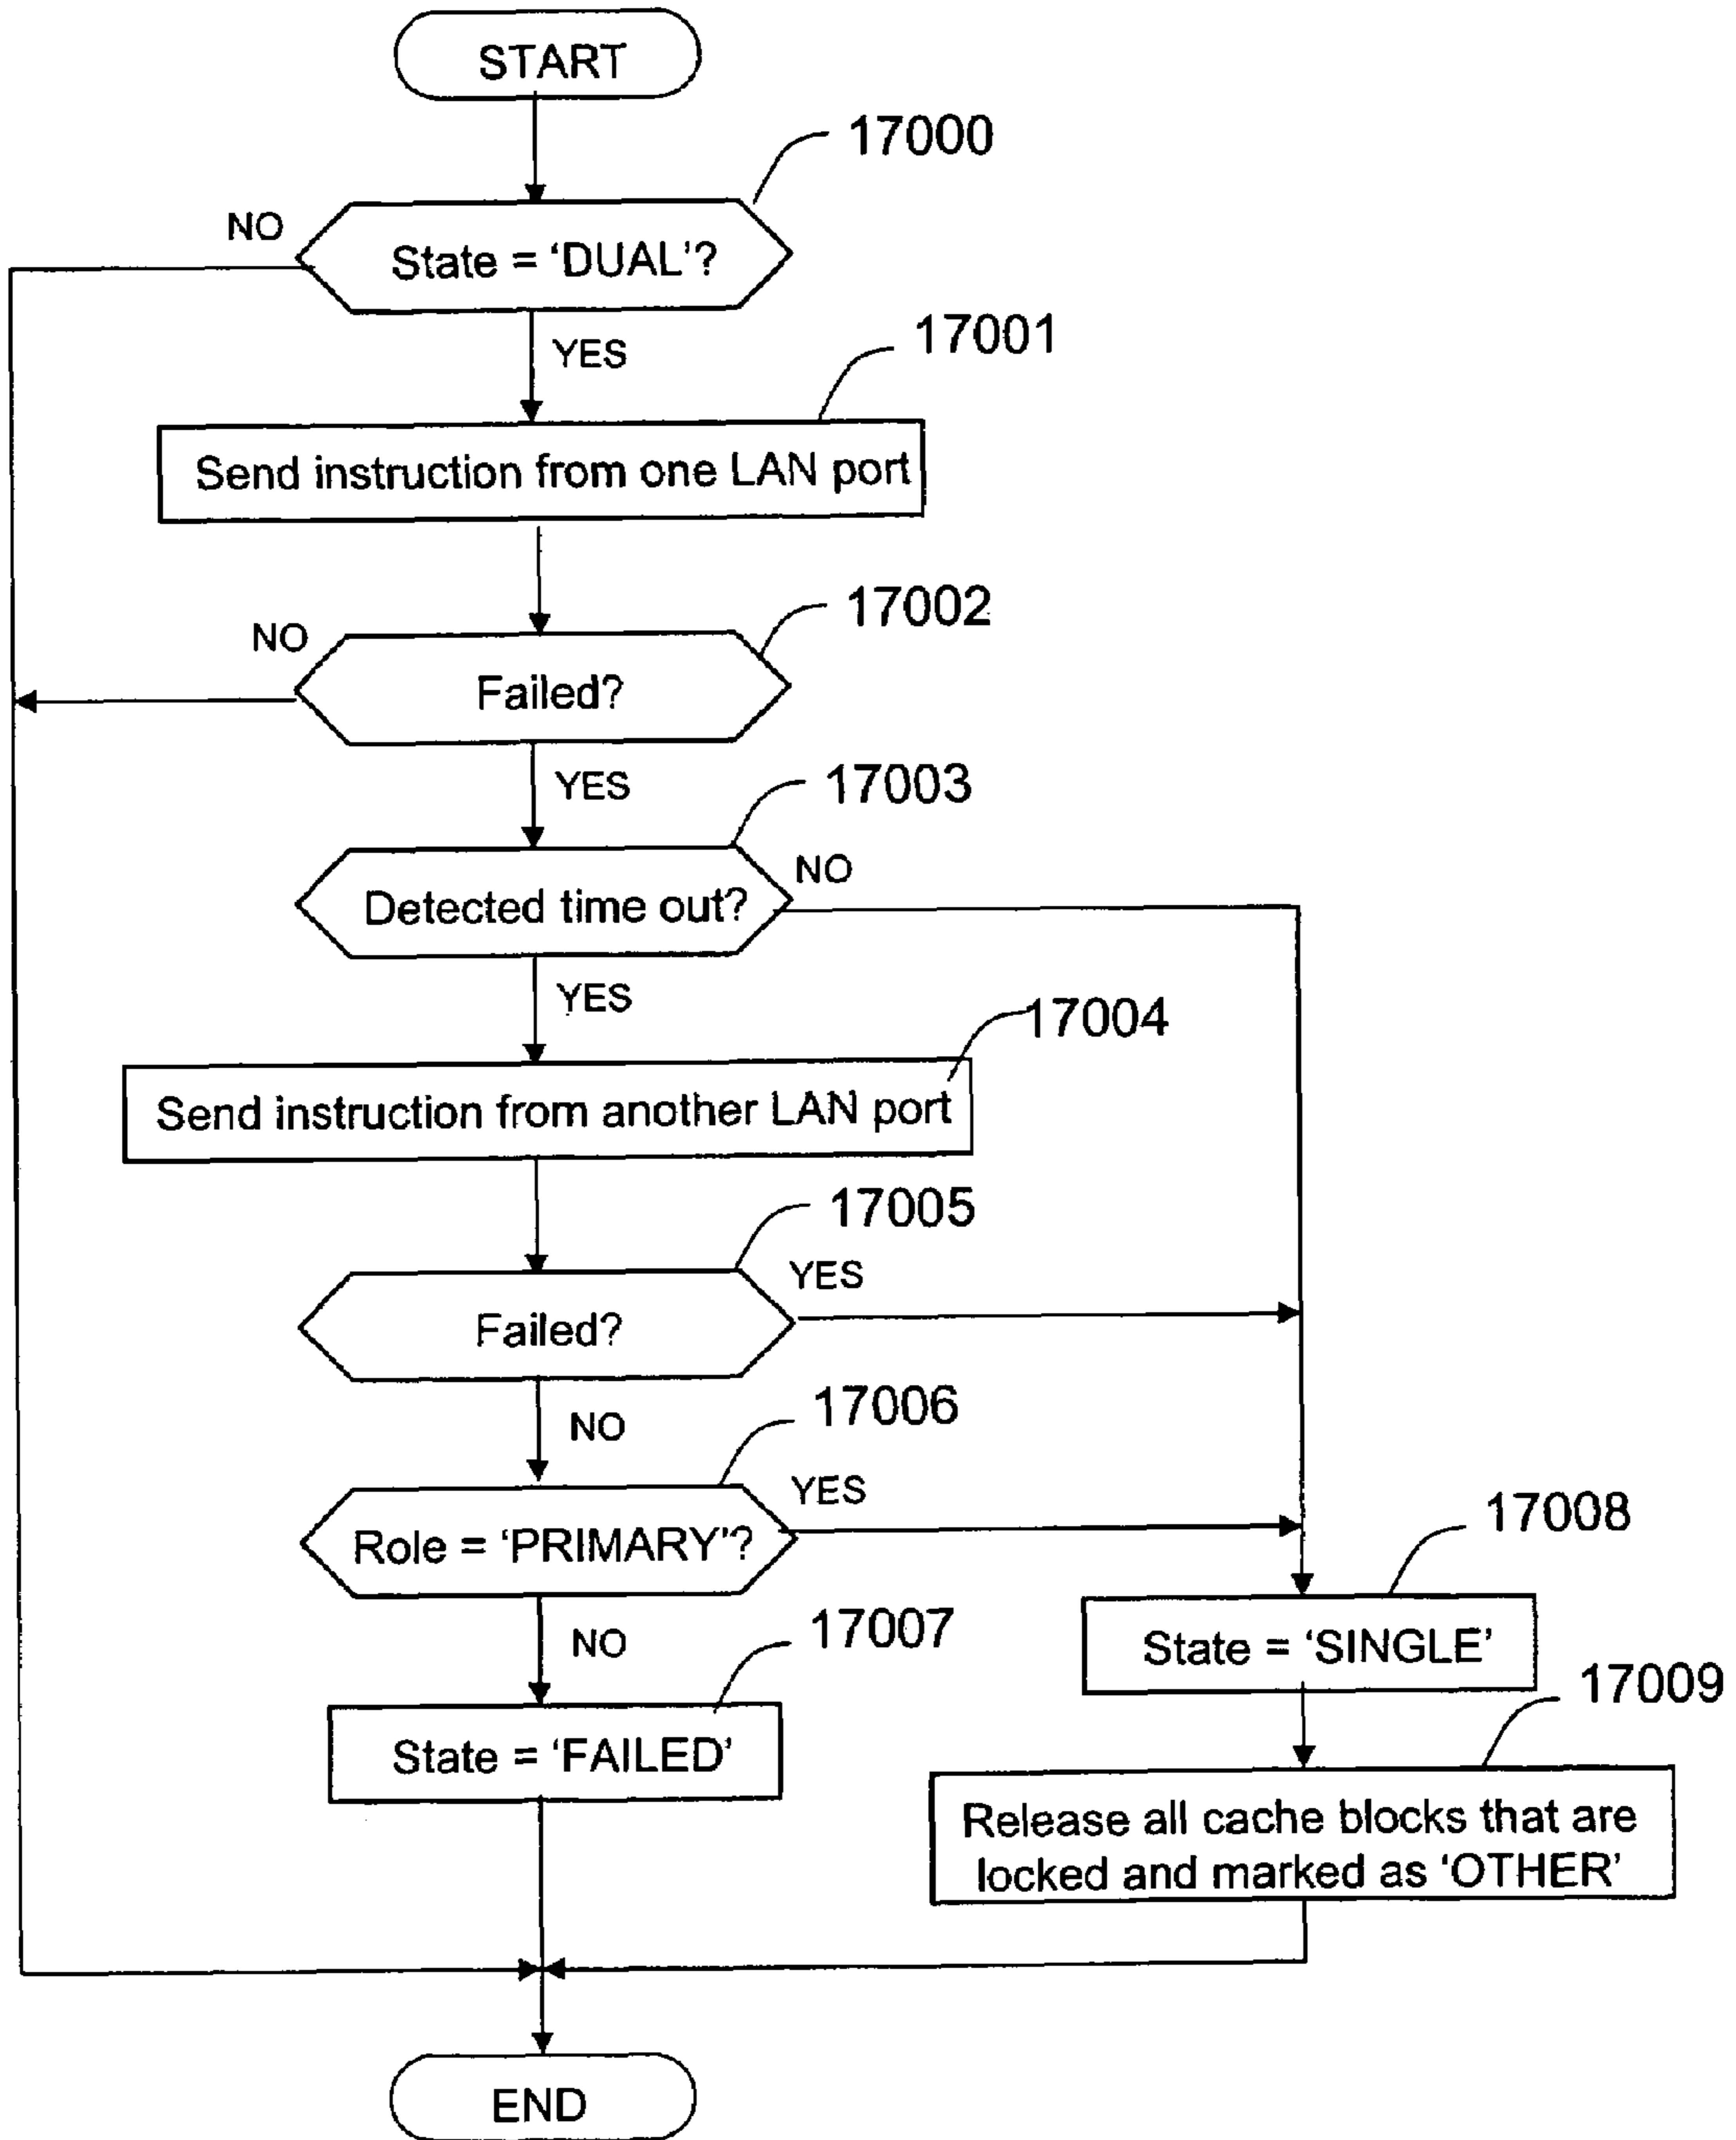 START
17000
NO
State = ‘DUAL’?
YES
17001
Send instruction from one LAN port
17002
NO
Failed?
YES
17003
NO
Detected time out?
YES
17004
Send instruction from another LAN port
17005
YES
Failed?
NO
17006
YES
Role = ‘PRIMARY’?
17008
NO
17007
State = ‘SINGLE’
17009
State = ‘FAILED’
Release all cache blocks that are
locked and marked as ‘OTHER’
END